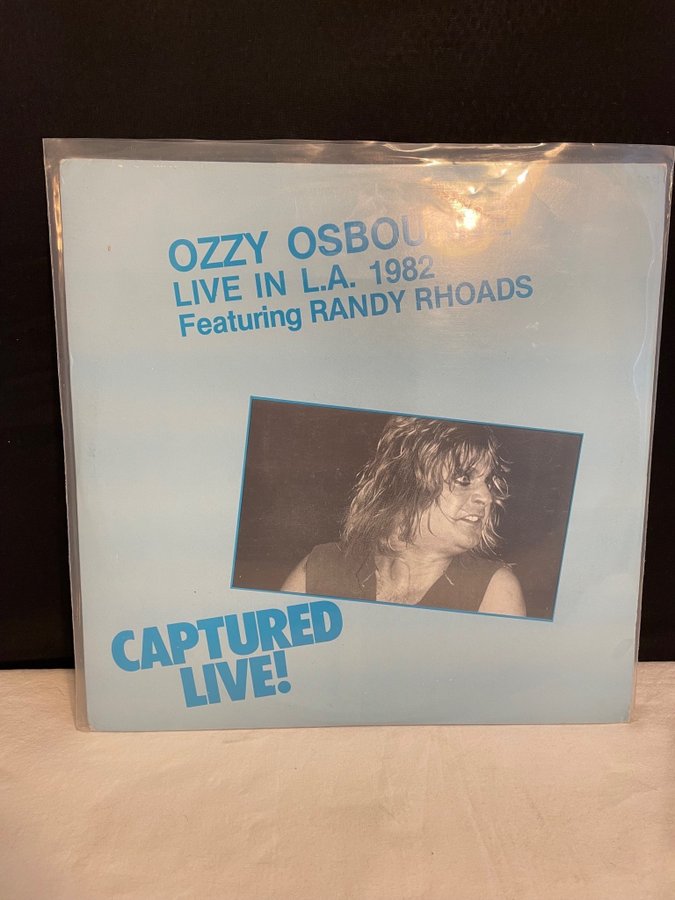 OZZY OSBOU
LIVE IN L.A. 1982
Featuring RANDY RHOADS
CAPTURED
LIVE!